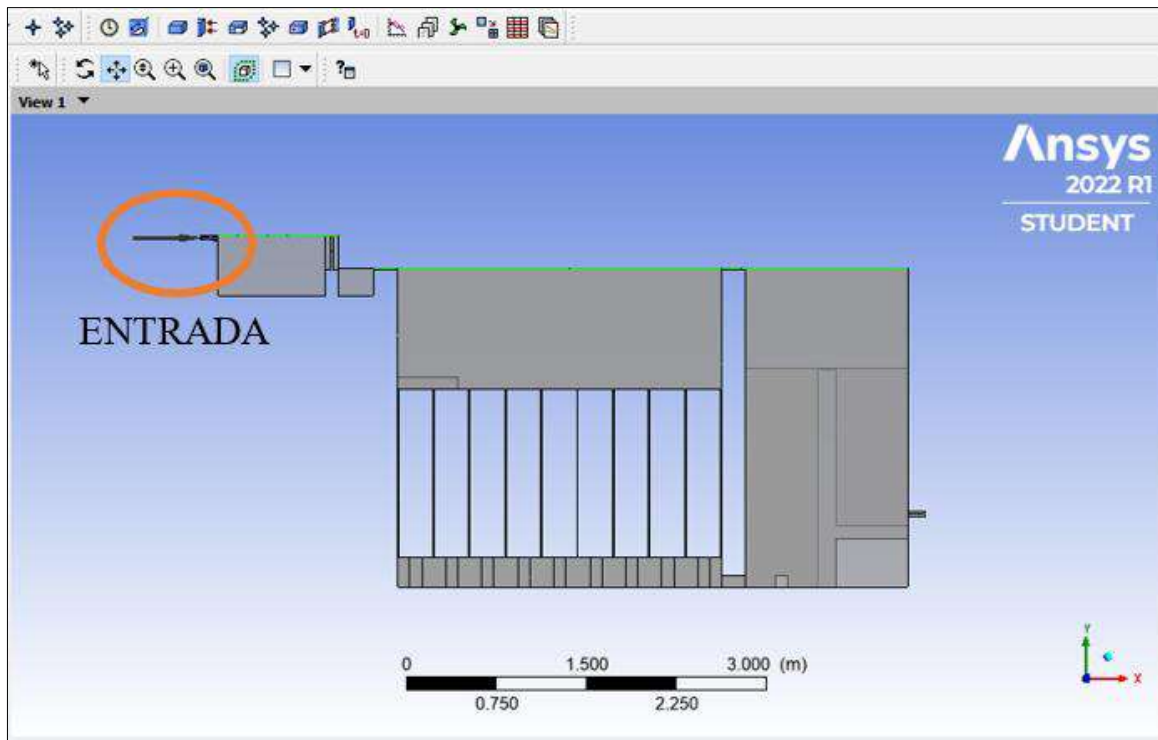 View 1
Ansys
2022 R1
STUDENT
ENTRADA
0 1.500 3.000 (m)
0.750 2.250
Y
X